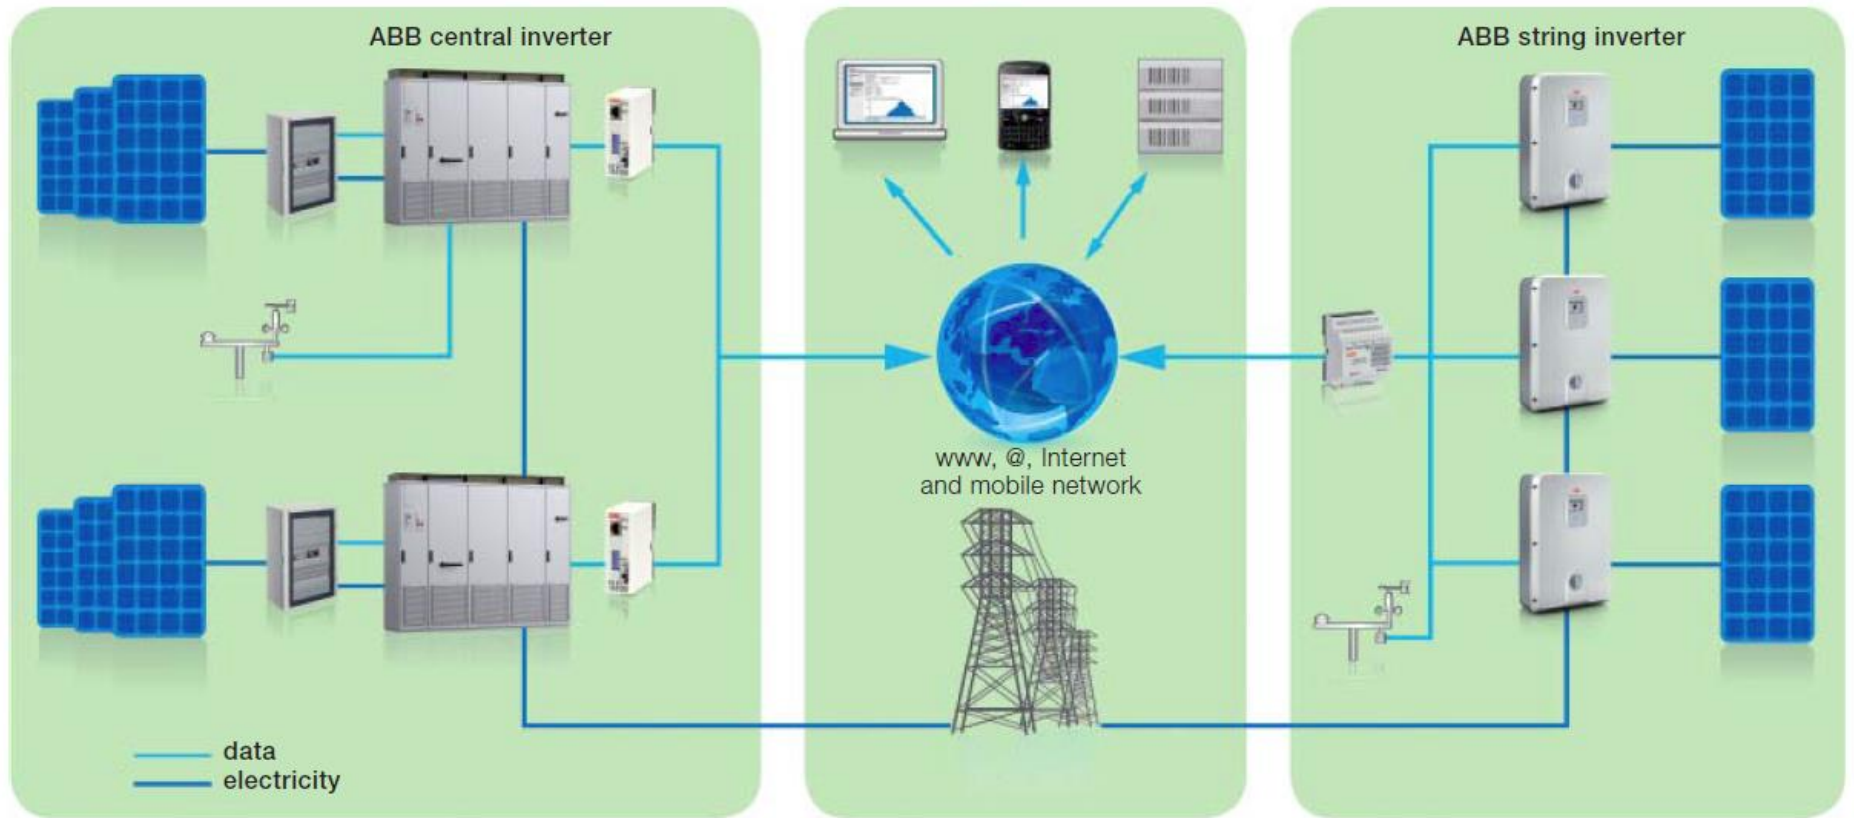 ABB central inverter
ABB string inverter
www, @, Internet
and mobile network
data
electricity